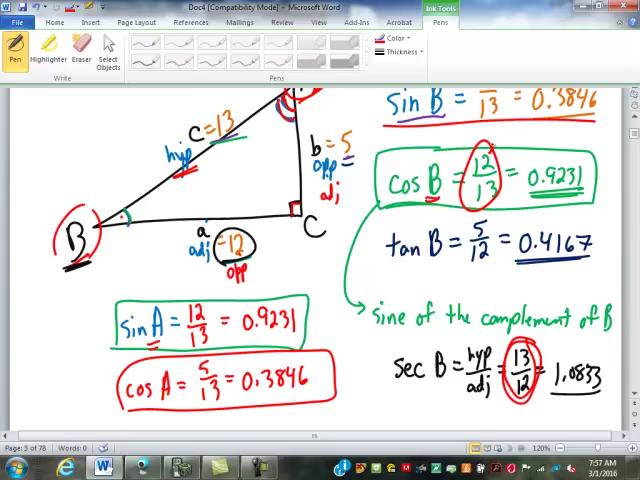 Doc4 [Compatibility Mode] - Microsoft Word
Ink Tools
File Home Insert Page Layout References Mailings Review View Add-Ins Acrobat Pens
Pen Highlighter Eraser Select Objects
Color
Thickness
Write Pens
c = 13
hyp
b = 5
opp
adj
B
C
a = 12
adj
opp
sin B = /13 = 0.3846
cos B = 12/13 = 0.9231
tan B = 5/12 = 0.4167
sine of the complement of B
sin A = 12/13 = 0.9231
cos A = 5/13 = 0.3846
sec B = hyp/adj = 13/12 = 1.0833
Page: 3 of 78 Words: 0 120%
7:57 AM
3/1/2016